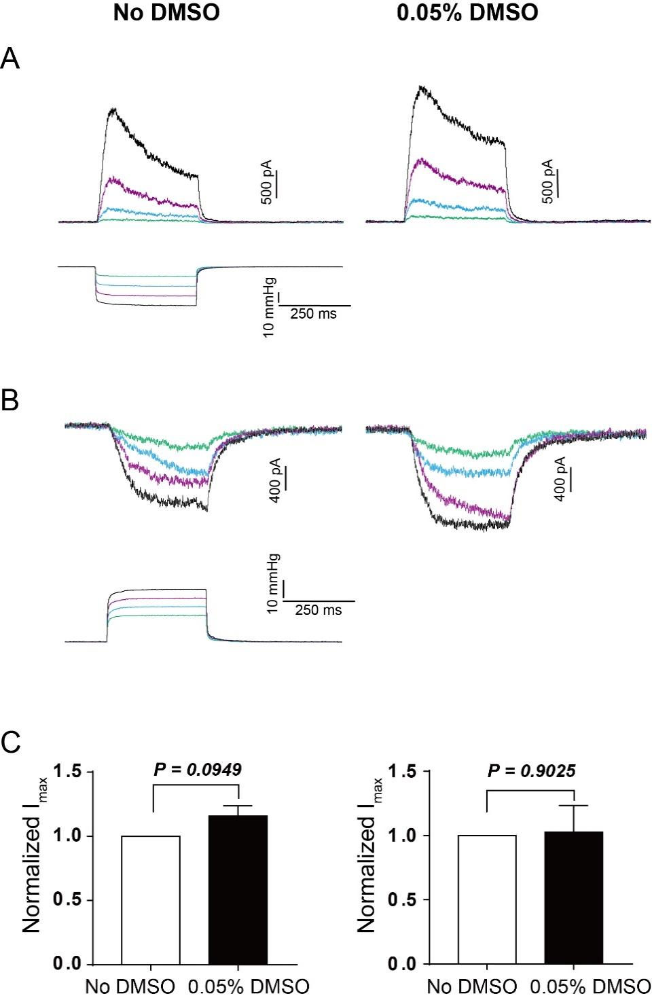 No DMSO
0.05% DMSO
A
500 pA
500 pA
10 mmHg
250 ms
B
400 pA
400 pA
10 mmHg
250 ms
C
Normalized Imax
1.5
1.0
0.5
0.0
P = 0.0949
No DMSO
0.05% DMSO
Normalized Imax
1.5
1.0
0.5
0.0
P = 0.9025
No DMSO
0.05% DMSO